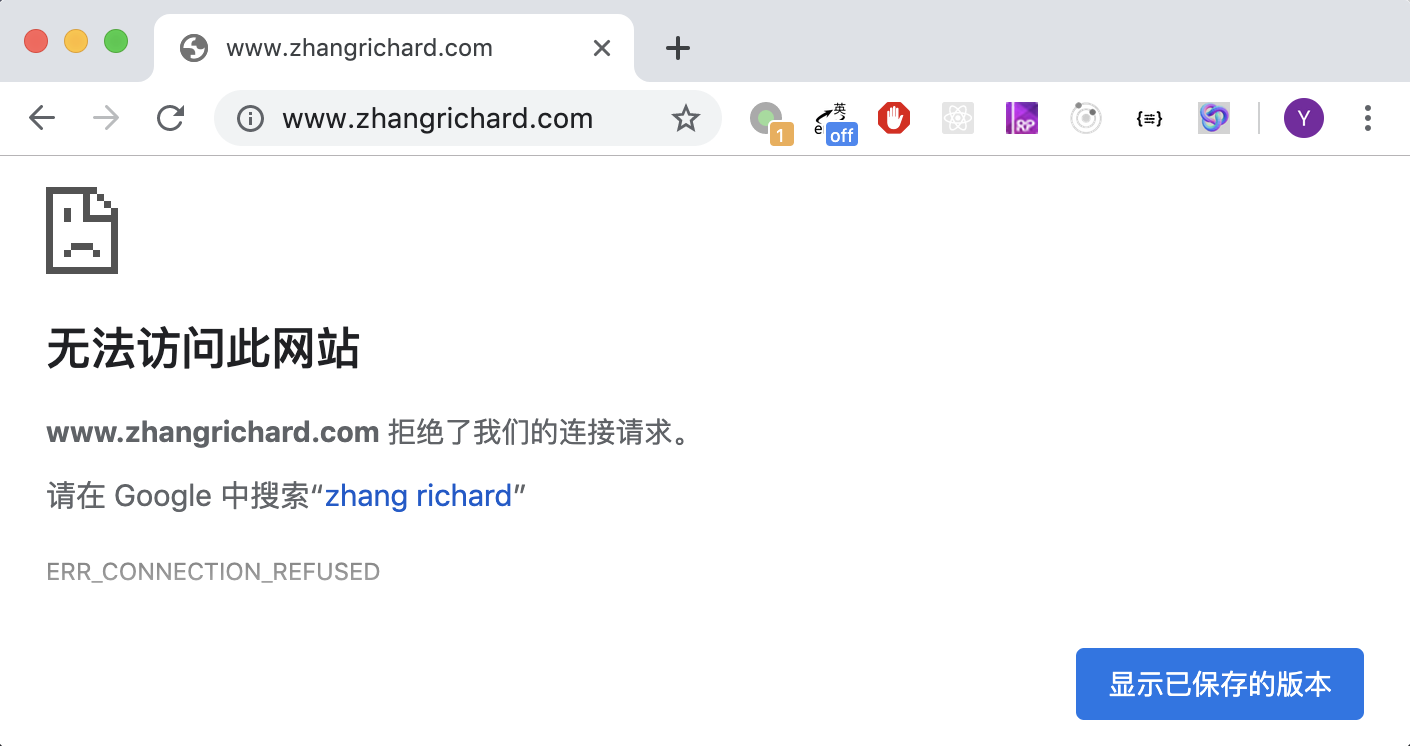 www.zhangrichard.com
www.zhangrichard.com
1
英
en
off
RP
Y
无法访问此网站
www.zhangrichard.com 拒绝了我们的连接请求。
请在 Google 中搜索“zhang richard”
ERR_CONNECTION_REFUSED
显示已保存的版本